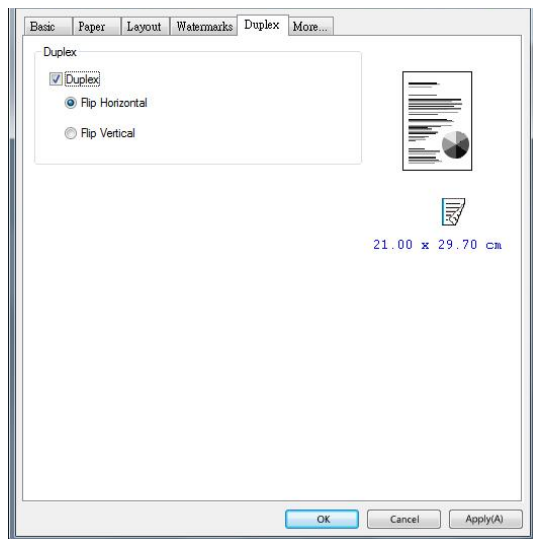 Basic Paper Layout Watermarks Duplex More...
Duplex
Duplex
Flip Horizontal
Flip Vertical
21.00 x 29.70 cm
OK Cancel Apply(A)